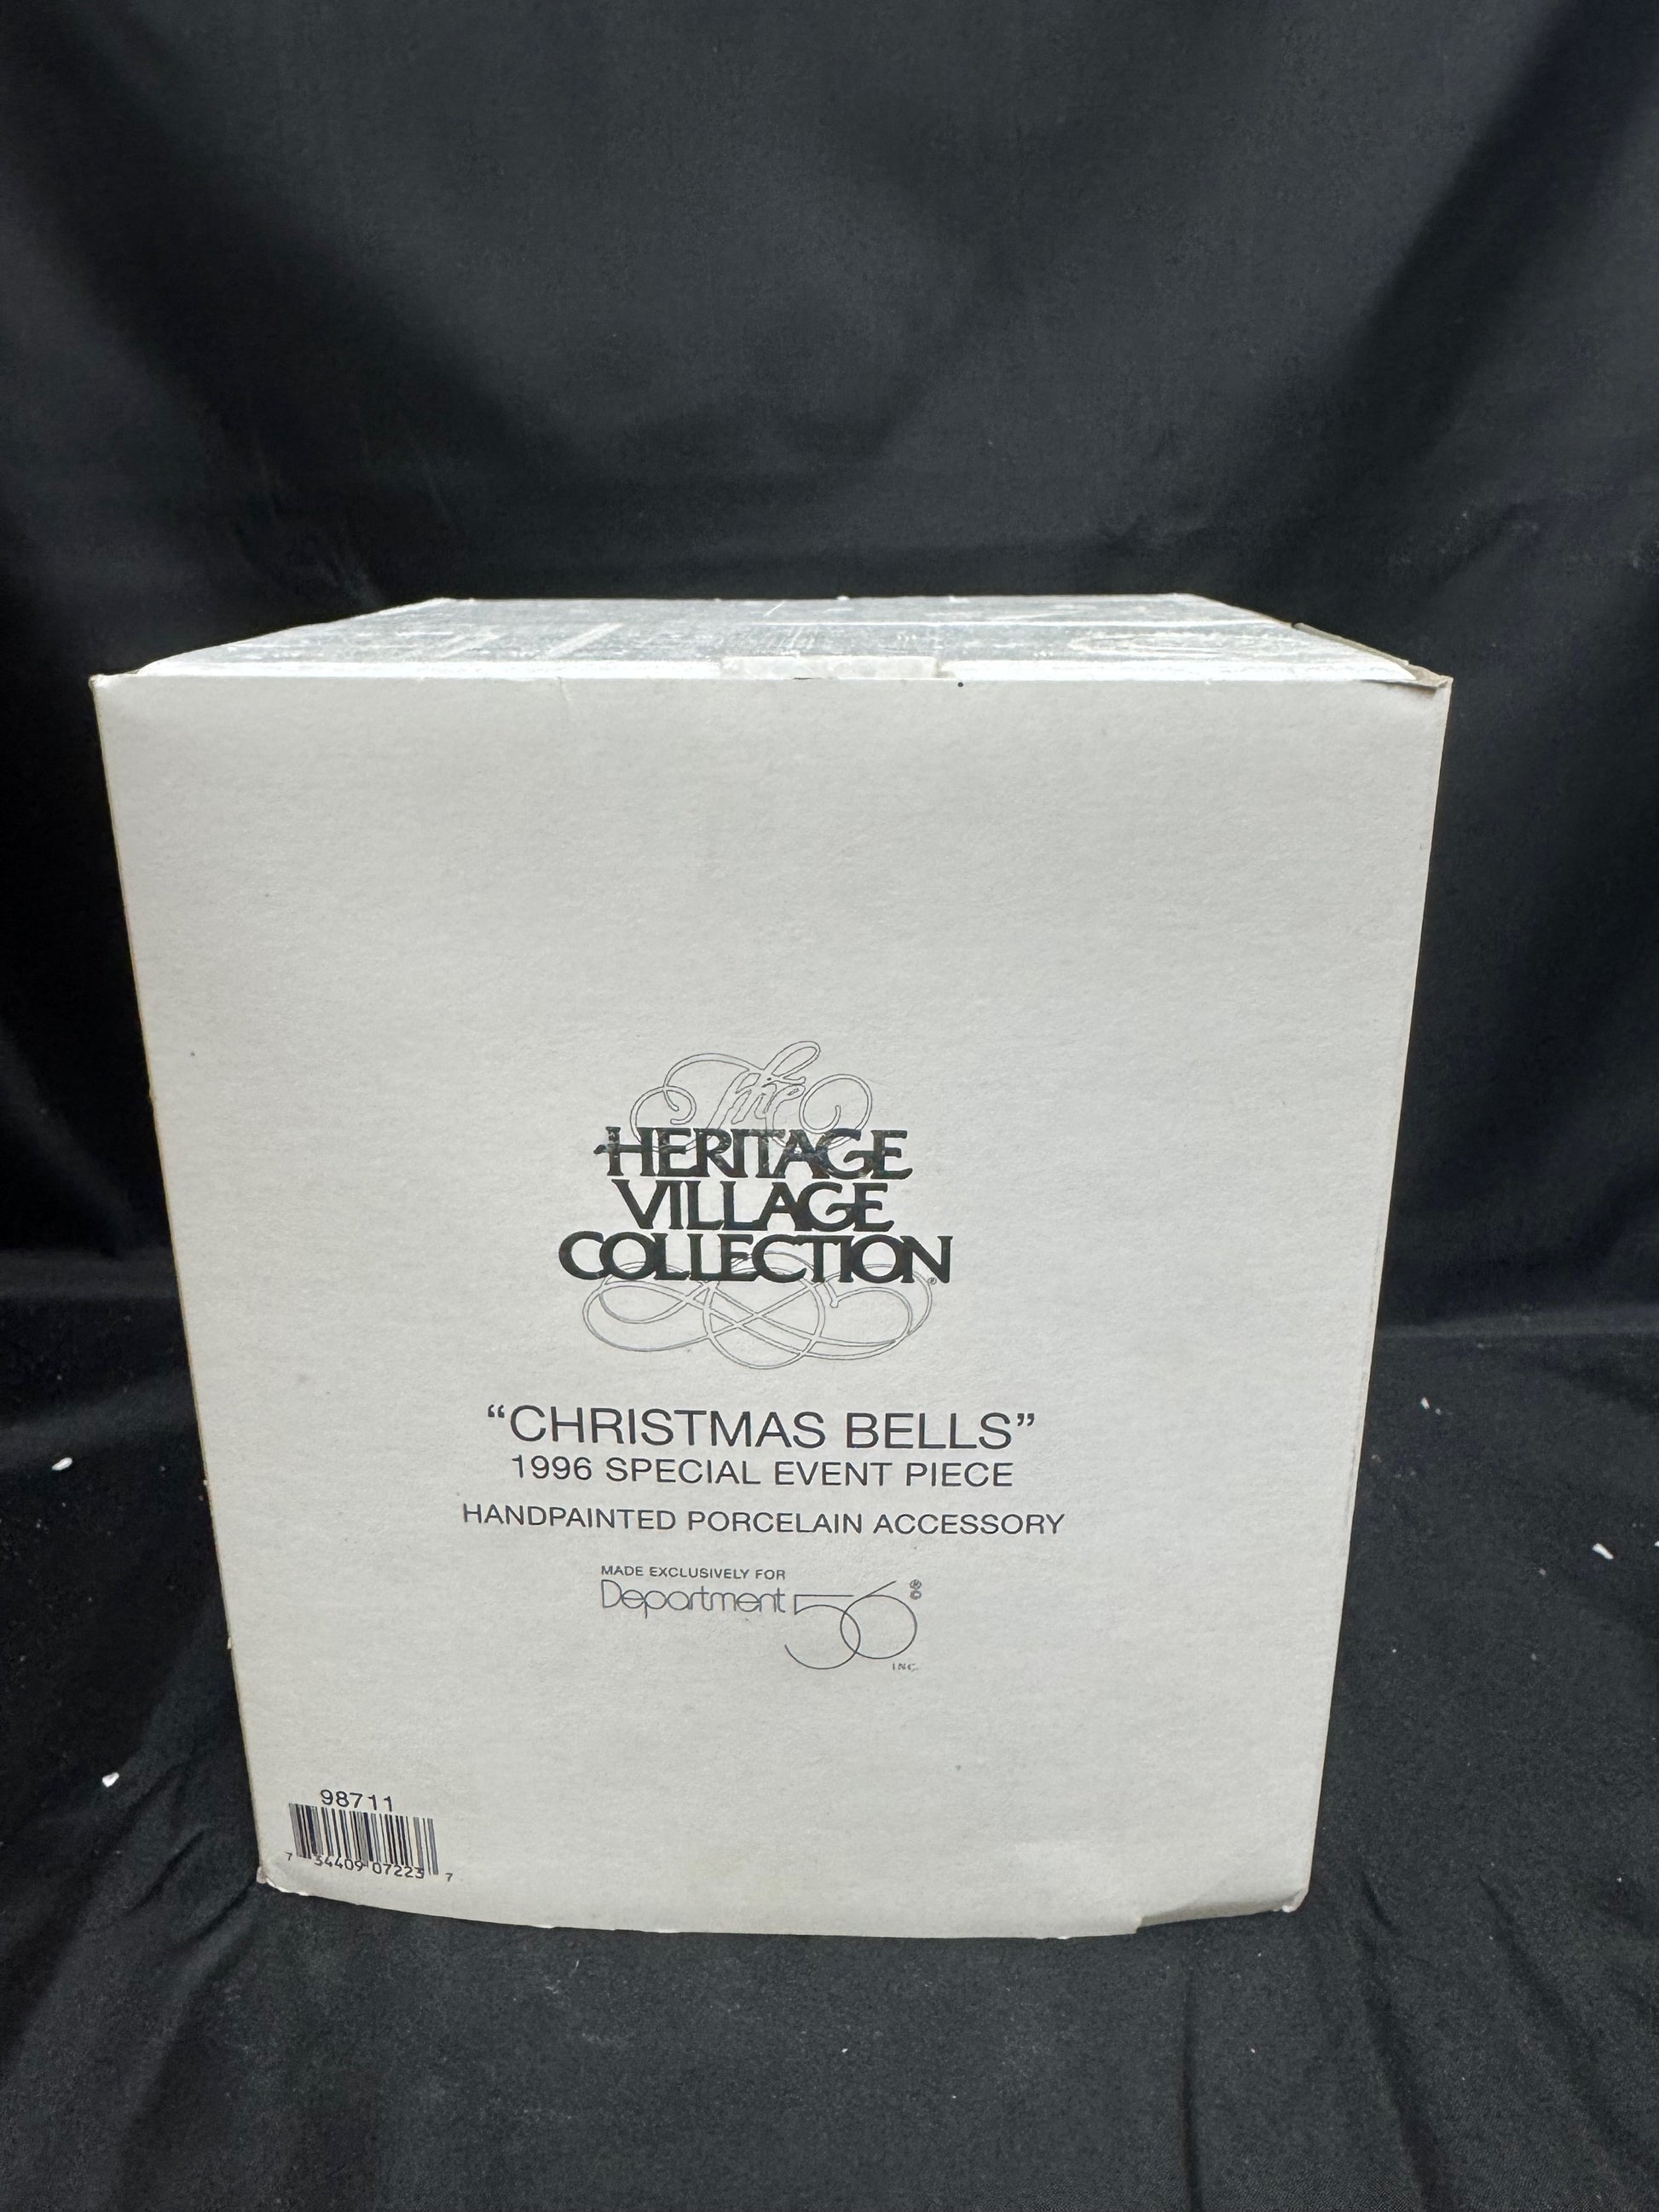 The
HERITAGE
VILLAGE
COLLECTION®
“CHRISTMAS BELLS”
1996 SPECIAL EVENT PIECE
HANDPAINTED PORCELAIN ACCESSORY
MADE EXCLUSIVELY FOR
Department 56®
INC.
98711
7 34409 07223 7